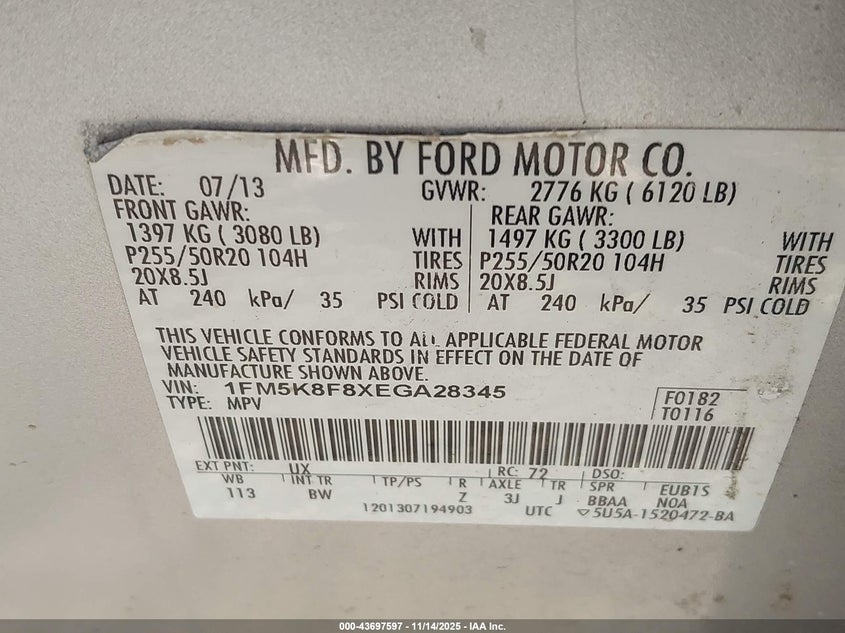 MFD. BY FORD MOTOR CO.
DATE: 07/13 GVWR: 2776 KG ( 6120 LB)
FRONT GAWR: REAR GAWR:
1397 KG ( 3080 LB) WITH 1497 KG ( 3300 LB) WITH
P255/50R20 104H TIRES P255/50R20 104H TIRES
20X8.5J RIMS 20X8.5J RIMS
AT 240 kPa/ 35 PSI COLD AT 240 kPa/ 35 PSI COLD
THIS VEHICLE CONFORMS TO ALL APPLICABLE FEDERAL MOTOR
VEHICLE SAFETY STANDARDS IN EFFECT ON THE DATE OF
MANUFACTURE SHOWN ABOVE.
VIN: 1FM5K8F8XEGA28345 F0182
TYPE: MPV T0116
EXT PNT: UX RC: 72 DSO:
WB INT TR TP/PS R AXLE TR SPR EUB1S
113 BW Z 3J J BBAA N0A
1201307194903 UTC ▽5U5A-1520472-BA
000-43697597 - 11/14/2025 - IAA Inc.